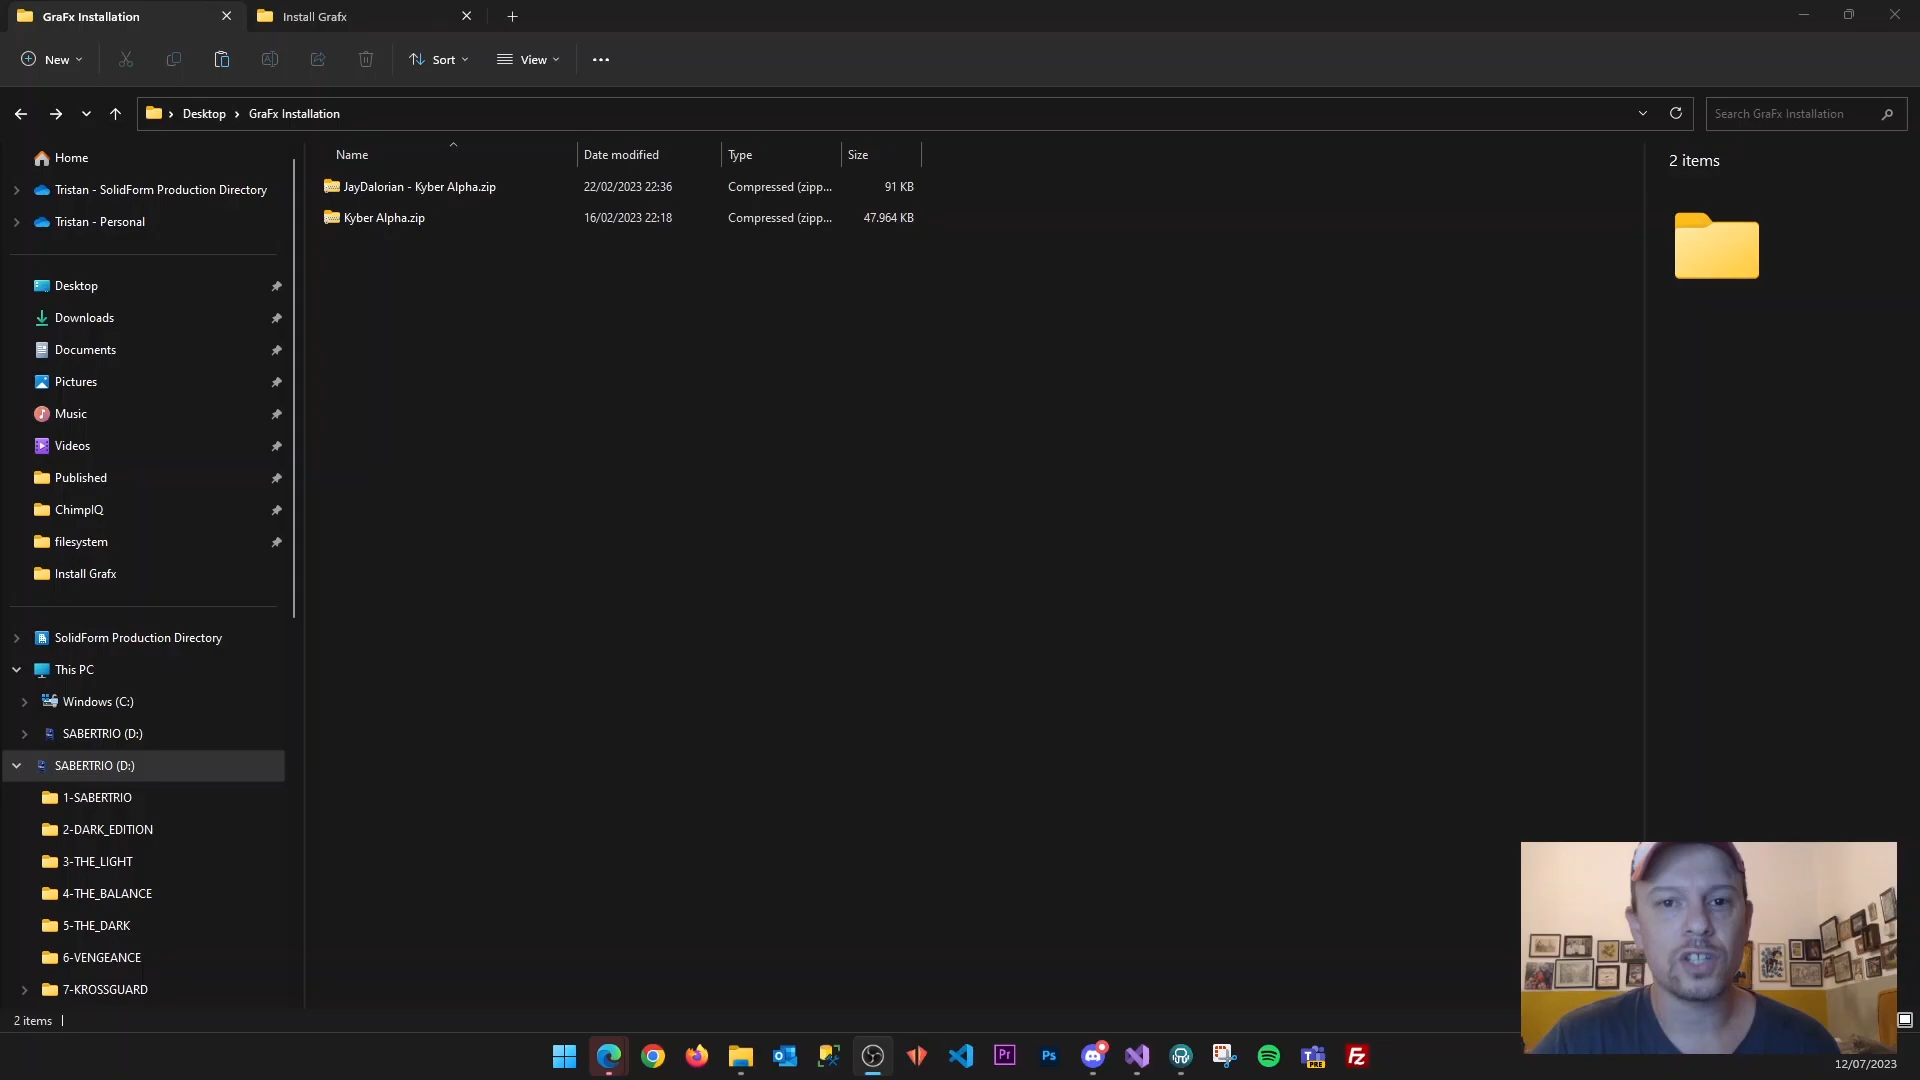 GraFx Installation
Install Grafx
New
Sort
View
Desktop
GraFx Installation
Search GraFx Installation
Name
Date modified
Type
Size
JayDalorian - Kyber Alpha.zip
22/02/2023 22:36
Compressed (zipp...
91 KB
Kyber Alpha.zip
16/02/2023 22:18
Compressed (zipp...
47.964 KB
2 items
Home
Tristan - SolidForm Production Directory
Tristan - Personal
Desktop
Downloads
Documents
Pictures
Music
Videos
Published
ChimpIQ
filesystem
Install Grafx
SolidForm Production Directory
This PC
Windows (C:)
SABERTRIO (D:)
SABERTRIO (D:)
1-SABERTRIO
2-DARK_EDITION
3-THE_LIGHT
4-THE_BALANCE
5-THE_DARK
6-VENGEANCE
7-KROSSGUARD
2 items
Pr
Ps
PRE
Fz
12/07/2023